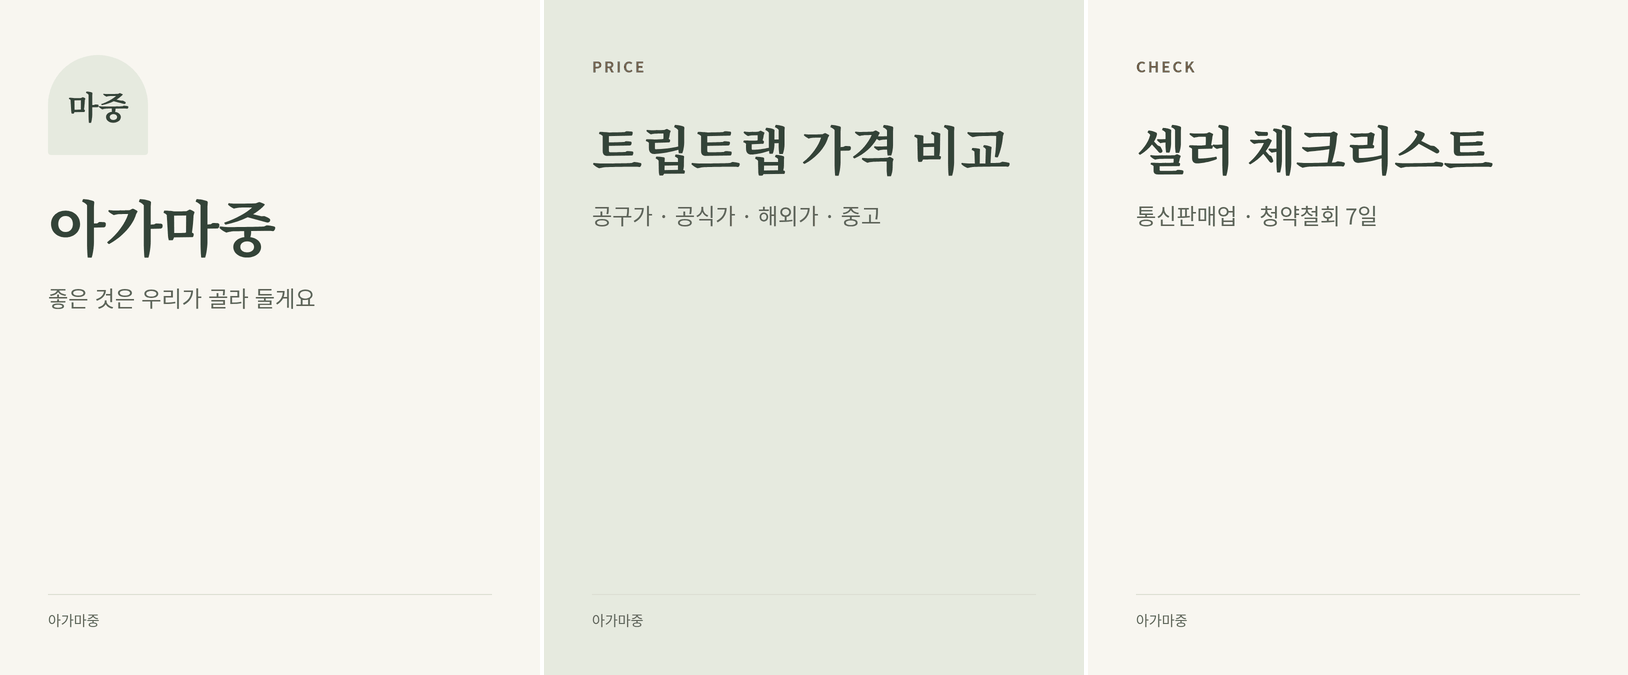 마중
아가마중
좋은 것은 우리가 골라 둘게요
아가마중
PRICE
트립트랩 가격 비교
공구가 · 공식가 · 해외가 · 중고
아가마중
CHECK
셀러 체크리스트
통신판매업 · 청약철회 7일
아가마중